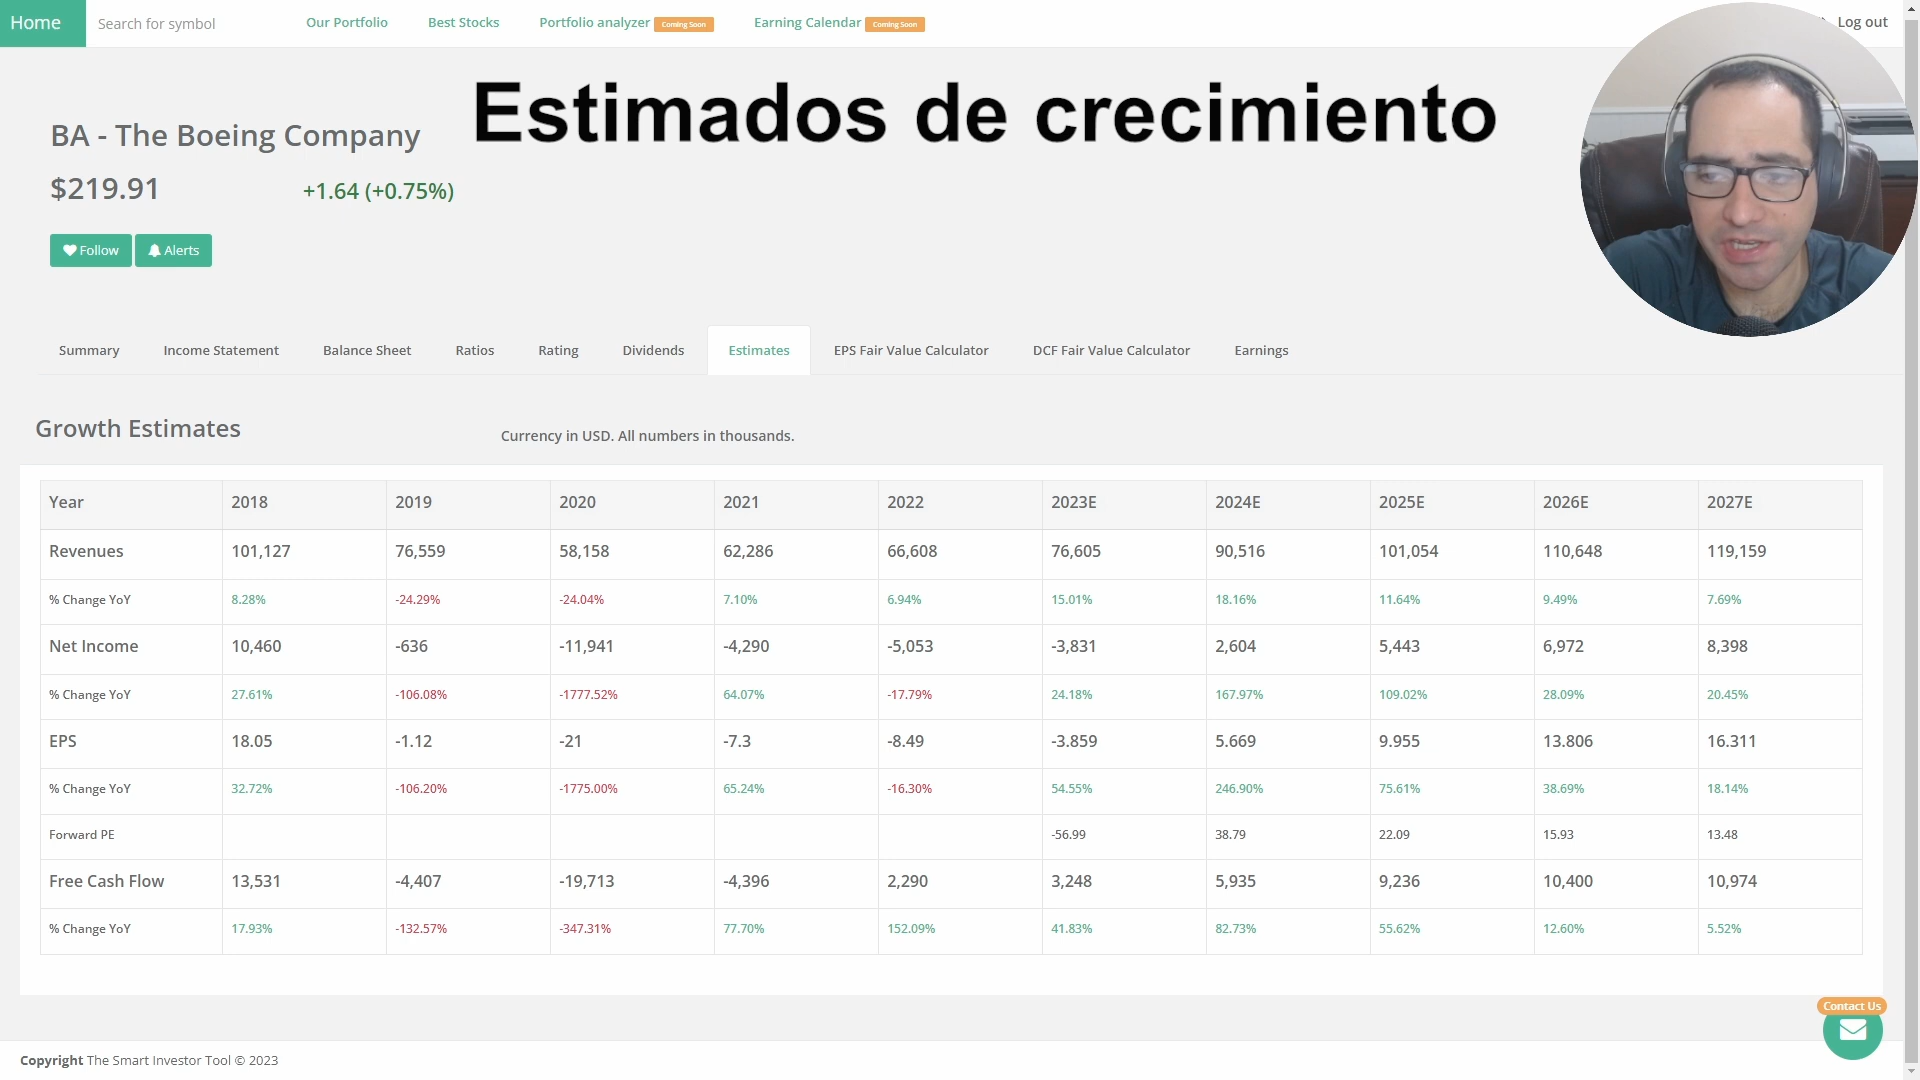 Home Search for symbol Our Portfolio Best Stocks Portfolio analyzer Coming Soon Earning Calendar Coming Soon Log out
Estimados de crecimiento
BA - The Boeing Company
$219.91 +1.64 (+0.75%)
Follow Alerts
Summary Income Statement Balance Sheet Ratios Rating Dividends Estimates EPS Fair Value Calculator DCF Fair Value Calculator Earnings
Growth Estimates Currency in USD. All numbers in thousands.
Year 2018 2019 2020 2021 2022 2023E 2024E 2025E 2026E 2027E
Revenues 101,127 76,559 58,158 62,286 66,608 76,605 90,516 101,054 110,648 119,159
% Change YoY 8.28% -24.29% -24.04% 7.10% 6.94% 15.01% 18.16% 11.64% 9.49% 7.69%
Net Income 10,460 -636 -11,941 -4,290 -5,053 -3,831 2,604 5,443 6,972 8,398
% Change YoY 27.61% -106.08% -1777.52% 64.07% -17.79% 24.18% 167.97% 109.02% 28.09% 20.45%
EPS 18.05 -1.12 -21 -7.3 -8.49 -3.859 5.669 9.955 13.806 16.311
% Change YoY 32.72% -106.20% -1775.00% 65.24% -16.30% 54.55% 246.90% 75.61% 38.69% 18.14%
Forward PE -56.99 38.79 22.09 15.93 13.48
Free Cash Flow 13,531 -4,407 -19,713 -4,396 2,290 3,248 5,935 9,236 10,400 10,974
% Change YoY 17.93% -132.57% -347.31% 77.70% 152.09% 41.83% 82.73% 55.62% 12.60% 5.52%
Contact Us
Copyright The Smart Investor Tool © 2023